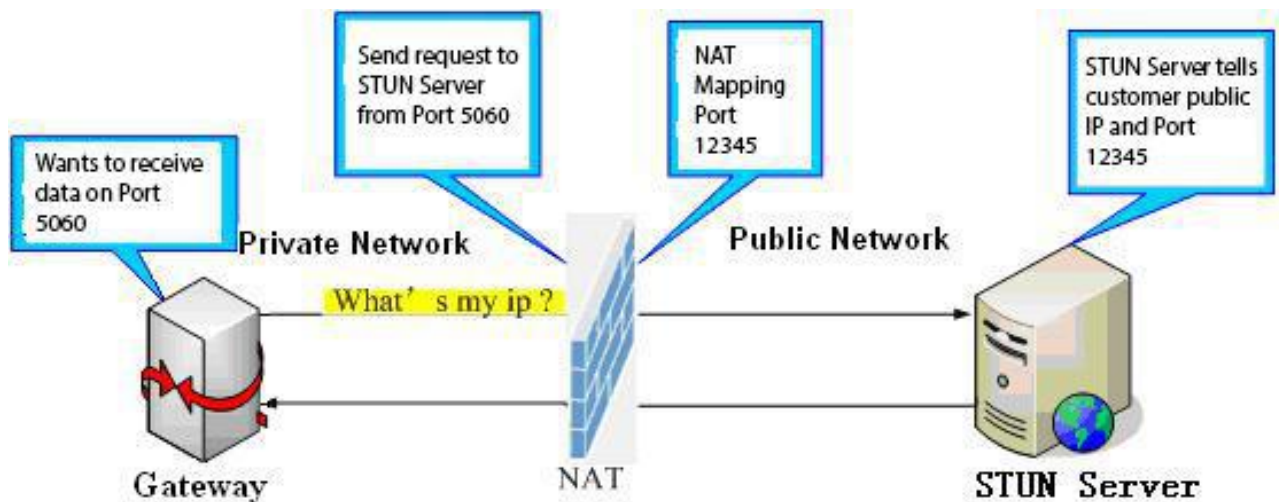 Send request to
STUN Server
from Port 5060
NAT
Mapping
Port
12345
STUN Server tells
customer public
IP and Port
12345
Wants to receive
data on Port
5060
Private Network
Public Network
What's my ip ?
Gateway
NAT
STUN Server